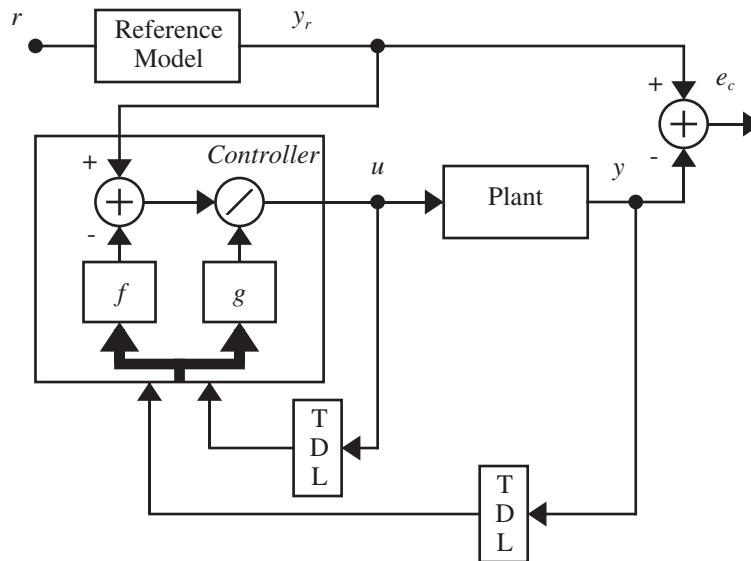 r
Reference
Model
y_r
+
-
e_c
Controller
+
-
f
g
u
Plant
y
T
D
L
T
D
L